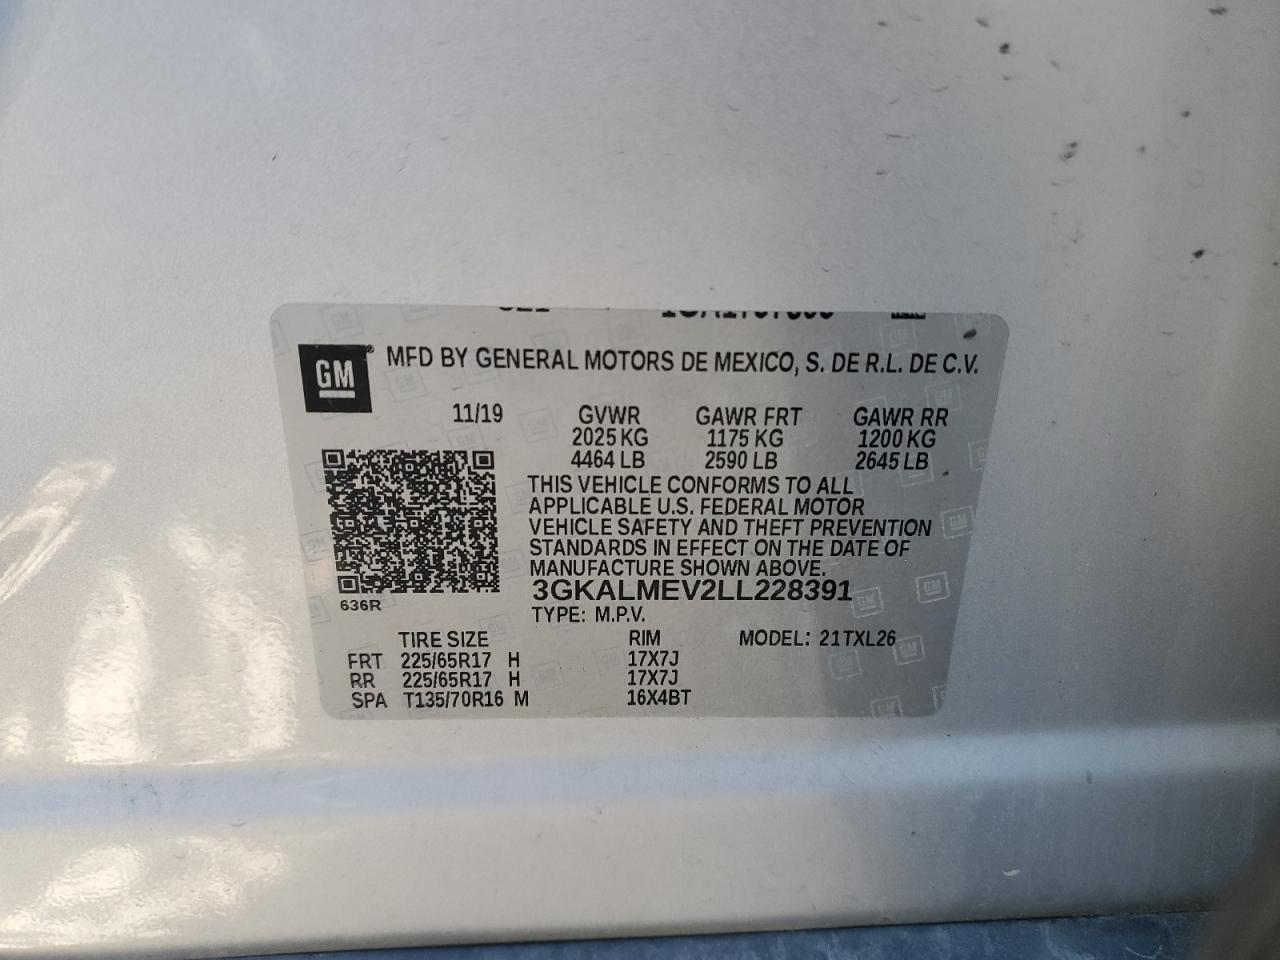 GM
MFD BY GENERAL MOTORS DE MEXICO, S. DE R.L. DE C.V.
11/19 GVWR GAWR FRT GAWR RR
2025 KG 1175 KG 1200 KG
4464 LB 2590 LB 2645 LB
THIS VEHICLE CONFORMS TO ALL
APPLICABLE U.S. FEDERAL MOTOR
VEHICLE SAFETY AND THEFT PREVENTION
STANDARDS IN EFFECT ON THE DATE OF
MANUFACTURE SHOWN ABOVE.
3GKALMEV2LL228391
636R
TYPE: M.P.V.
TIRE SIZE RIM MODEL: 21TXL26
FRT 225/65R17 H 17X7J
RR 225/65R17 H 17X7J
SPA T135/70R16 M 16X4BT